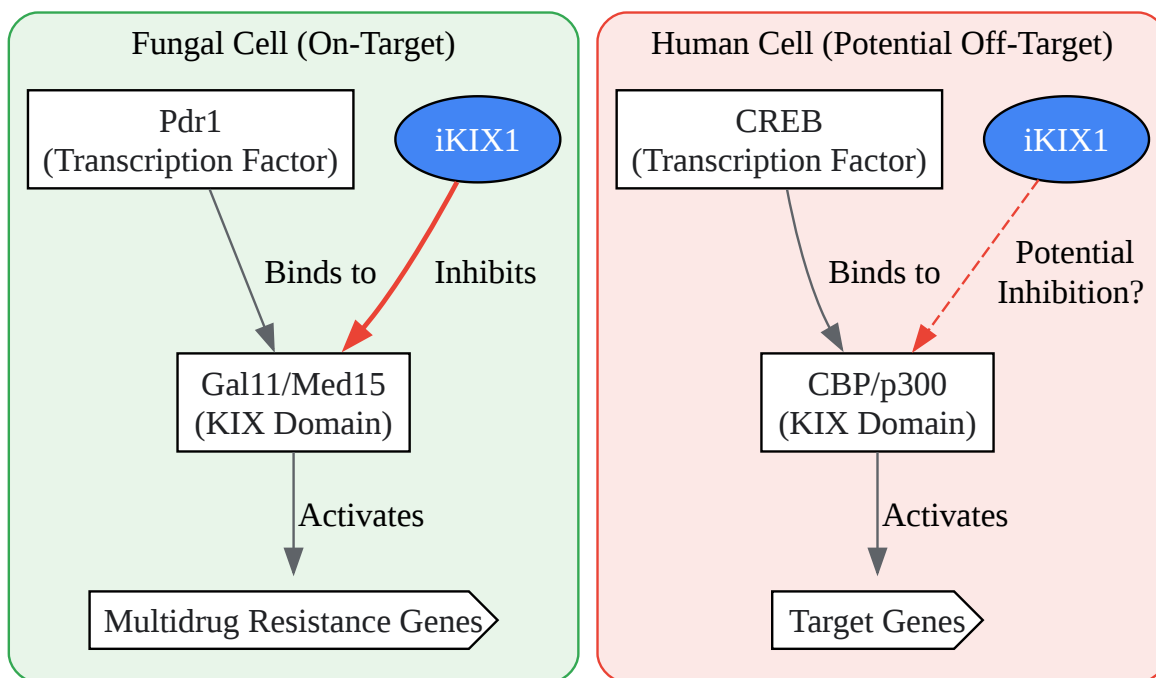 Fungal Cell (On-Target)
Pdr1
(Transcription Factor)
iKIX1
Binds to
Inhibits
Gal11/Med15
(KIX Domain)
Activates
Multidrug Resistance Genes
Human Cell (Potential Off-Target)
CREB
(Transcription Factor)
iKIX1
Binds to
Potential
Inhibition?
CBP/p300
(KIX Domain)
Activates
Target Genes